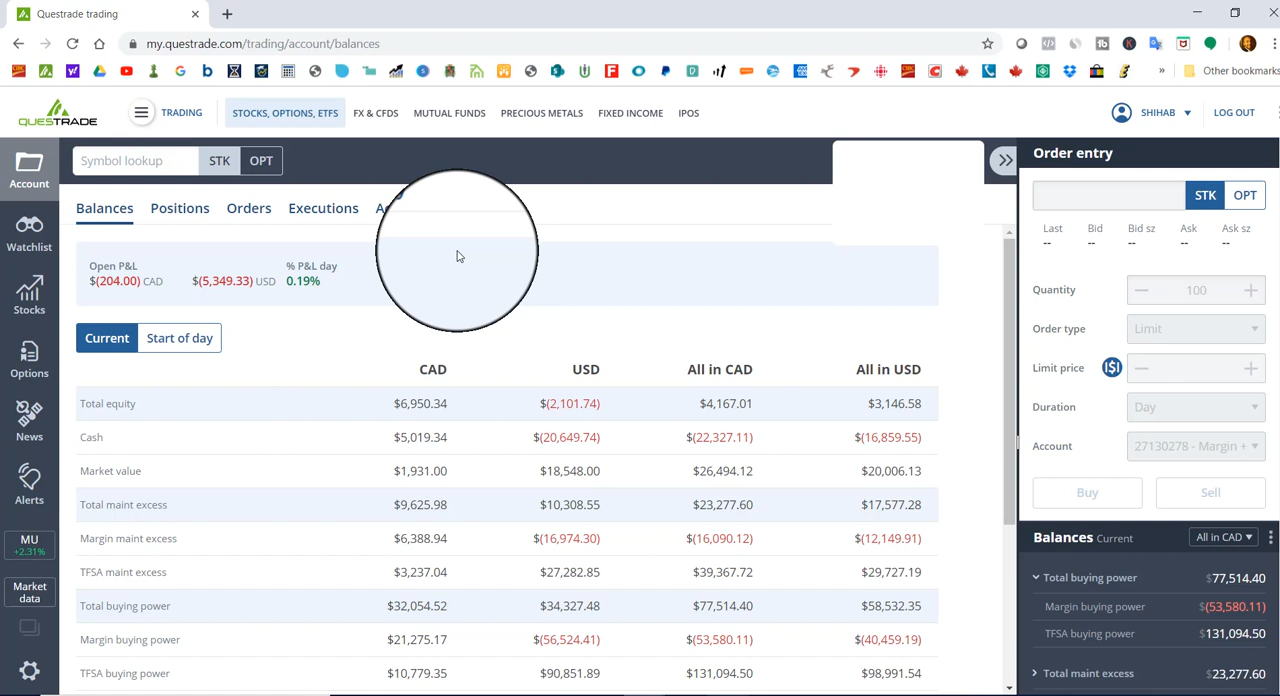 Questrade trading
my.questrade.com/trading/account/balances
Other bookmarks
QUESTRADE
TRADING
STOCKS, OPTIONS, ETFS
FX & CFDS
MUTUAL FUNDS
PRECIOUS METALS
FIXED INCOME
IPOS
SHIHAB
LOG OUT
Account
Watchlist
Stocks
Options
News
Alerts
MU
+2.31%
Market
data
Symbol lookup
STK
OPT
Balances
Positions
Orders
Executions
Open P&L
$(204.00) CAD
$(5,349.33) USD
% P&L day
0.19%
Current
Start of day
CAD USD All in CAD All in USD
Total equity $6,950.34 $(2,101.74) $4,167.01 $3,146.58
Cash $5,019.34 $(20,649.74) $(22,327.11) $(16,859.55)
Market value $1,931.00 $18,548.00 $26,494.12 $20,006.13
Total maint excess $9,625.98 $10,308.55 $23,277.60 $17,577.28
Margin maint excess $6,388.94 $(16,974.30) $(16,090.12) $(12,149.91)
TFSA maint excess $3,237.04 $27,282.85 $39,367.72 $29,727.19
Total buying power $32,054.52 $34,327.48 $77,514.40 $58,532.35
Margin buying power $21,275.17 $(56,524.41) $(53,580.11) $(40,459.19)
TFSA buying power $10,779.35 $90,851.89 $131,094.50 $98,991.54
Order entry
STK
OPT
Last Bid Bid sz Ask Ask sz
-- -- -- -- --
Quantity 100
Order type Limit
Limit price
Duration Day
Account 27130278 - Margin +
Buy
Sell
Balances Current
All in CAD
Total buying power $77,514.40
Margin buying power $(53,580.11)
TFSA buying power $131,094.50
Total maint excess $23,277.60